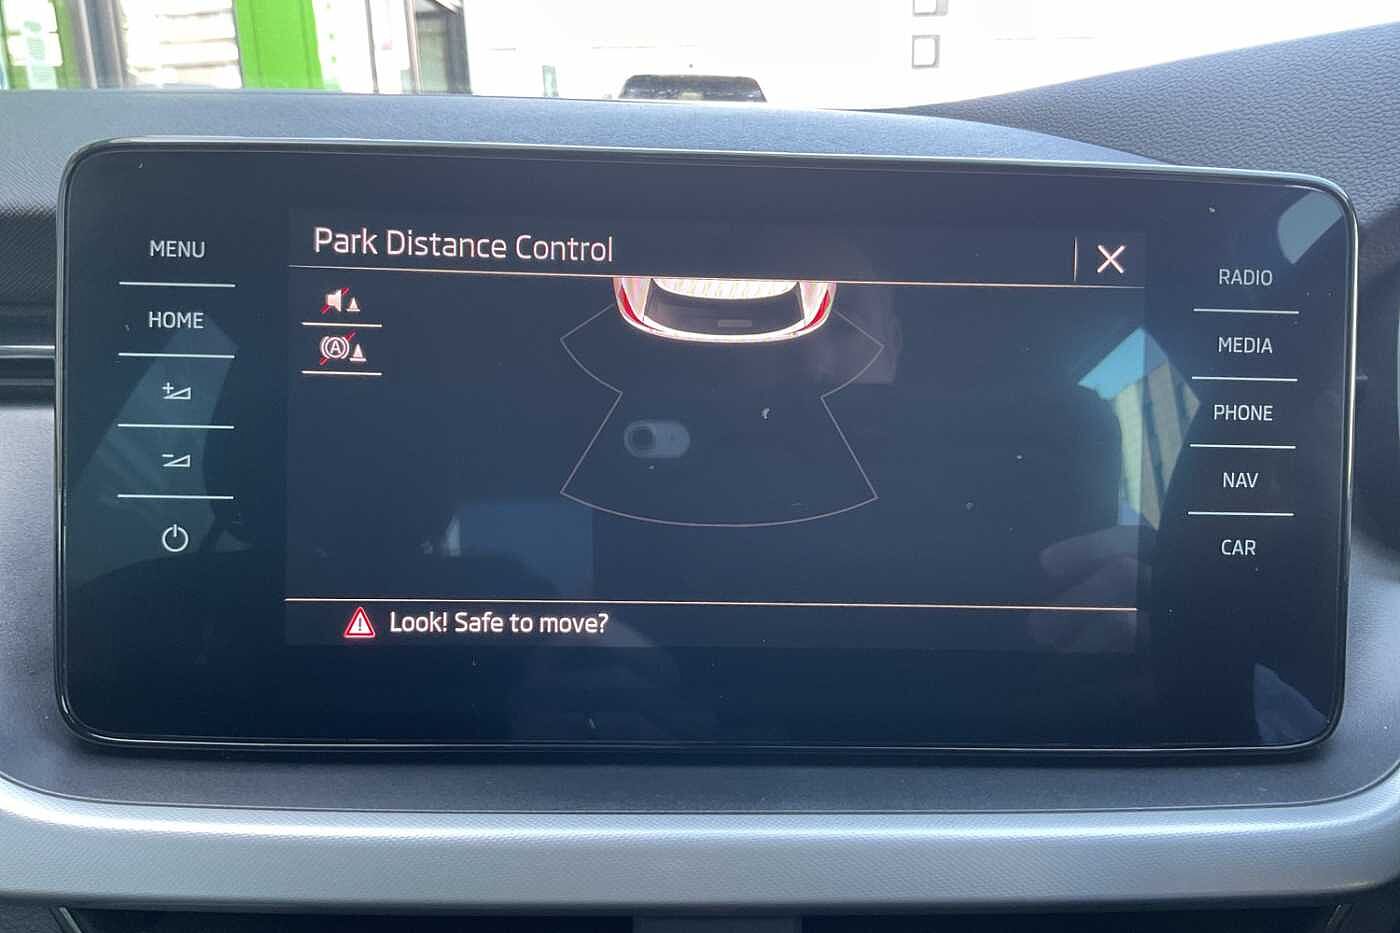 Park Distance Control
MENU
HOME
RADIO
MEDIA
PHONE
NAV
CAR
Look! Safe to move?